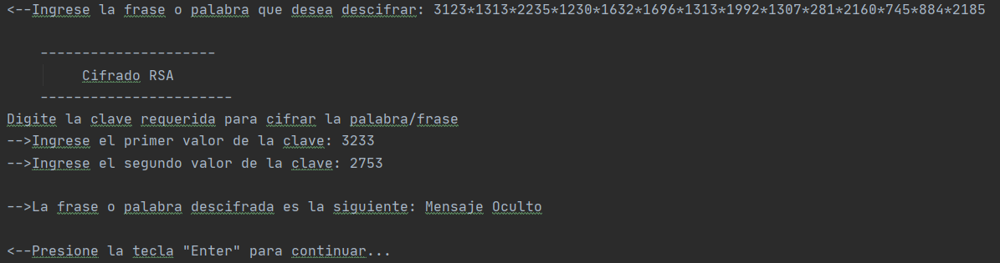 <--Ingrese la frase o palabra que desea descifrar: 3123*1313*2235*1230*1632*1696*1313*1992*1307*281*2160*745*884*2185
---------------------
Cifrado RSA
-----------------------
Digite la clave requerida para cifrar la palabra/frase
-->Ingrese el primer valor de la clave: 3233
-->Ingrese el segundo valor de la clave: 2753
-->La frase o palabra descifrada es la siguiente: Mensaje Oculto
<--Presione la tecla "Enter" para continuar...